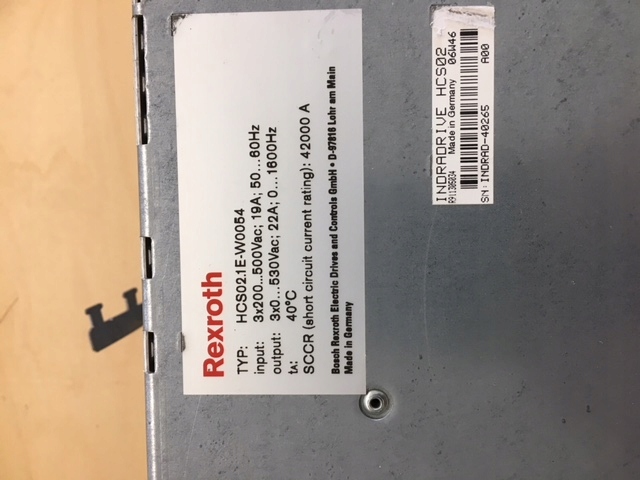 Rexroth
TYP: HCS02.1E-W0054
input: 3x200...500Vac; 19A; 50...60Hz
output: 3x0...530Vac; 22A; 0...1600Hz
tA: 40°C
SCCR (short circuit current rating): 42000 A
Bosch Rexroth Electric Drives and Controls GmbH • D-97816 Lohr am Main
Made in Germany
INDRADRIVE HCS02
R911305034 Made in Germany 06W46
SN: INDRAD-40265 A00